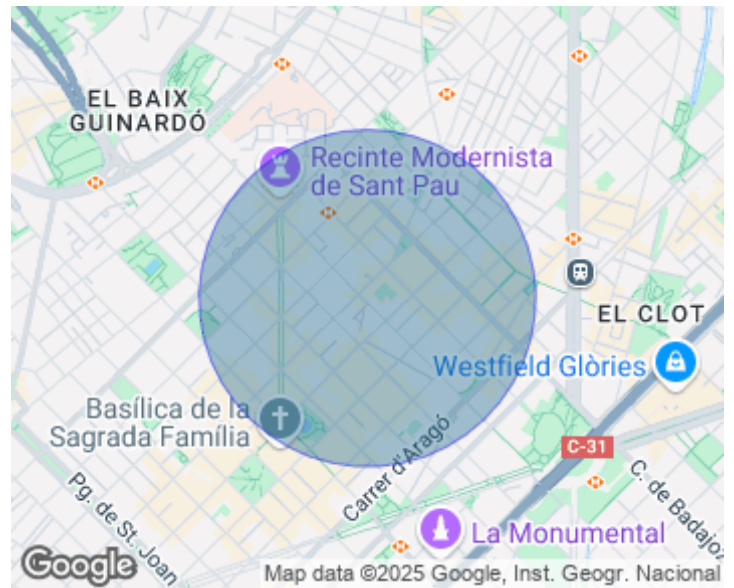 EL BAIX
GUINARDÓ
Recinte Modernista
de Sant Pau
EL CLOT
Westfield Glòries
Basílica de la
Sagrada Família
Carrer d'Aragó
C-31
Pg. de St. Joan
C. de Badajoz
La Monumental
Google
Map data ©2025 Google, Inst. Geogr. Nacional